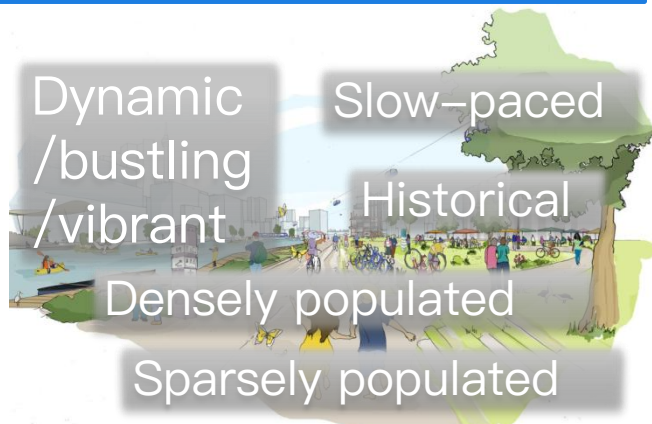 Dynamic
/bustling
/vibrant
Slow-paced
Historical
Densely populated
Sparsely populated